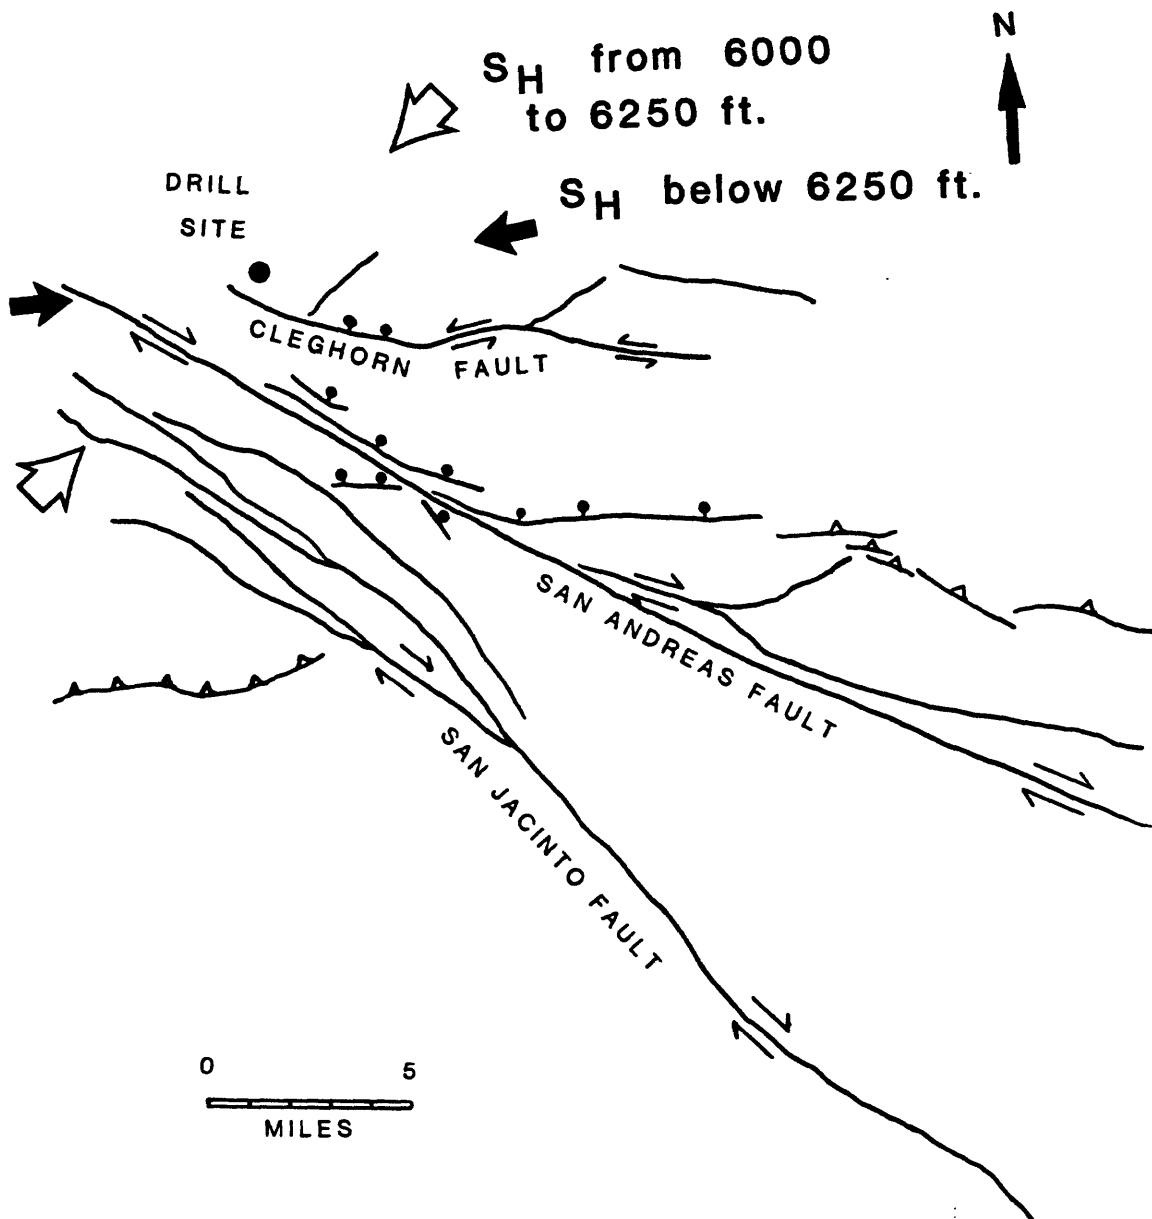 N
SH from 6000
to 6250 ft.
DRILL
SITE
SH below 6250 ft.
CLEGHORN FAULT
SAN ANDREAS FAULT
SAN JACINTO FAULT
0 5
MILES